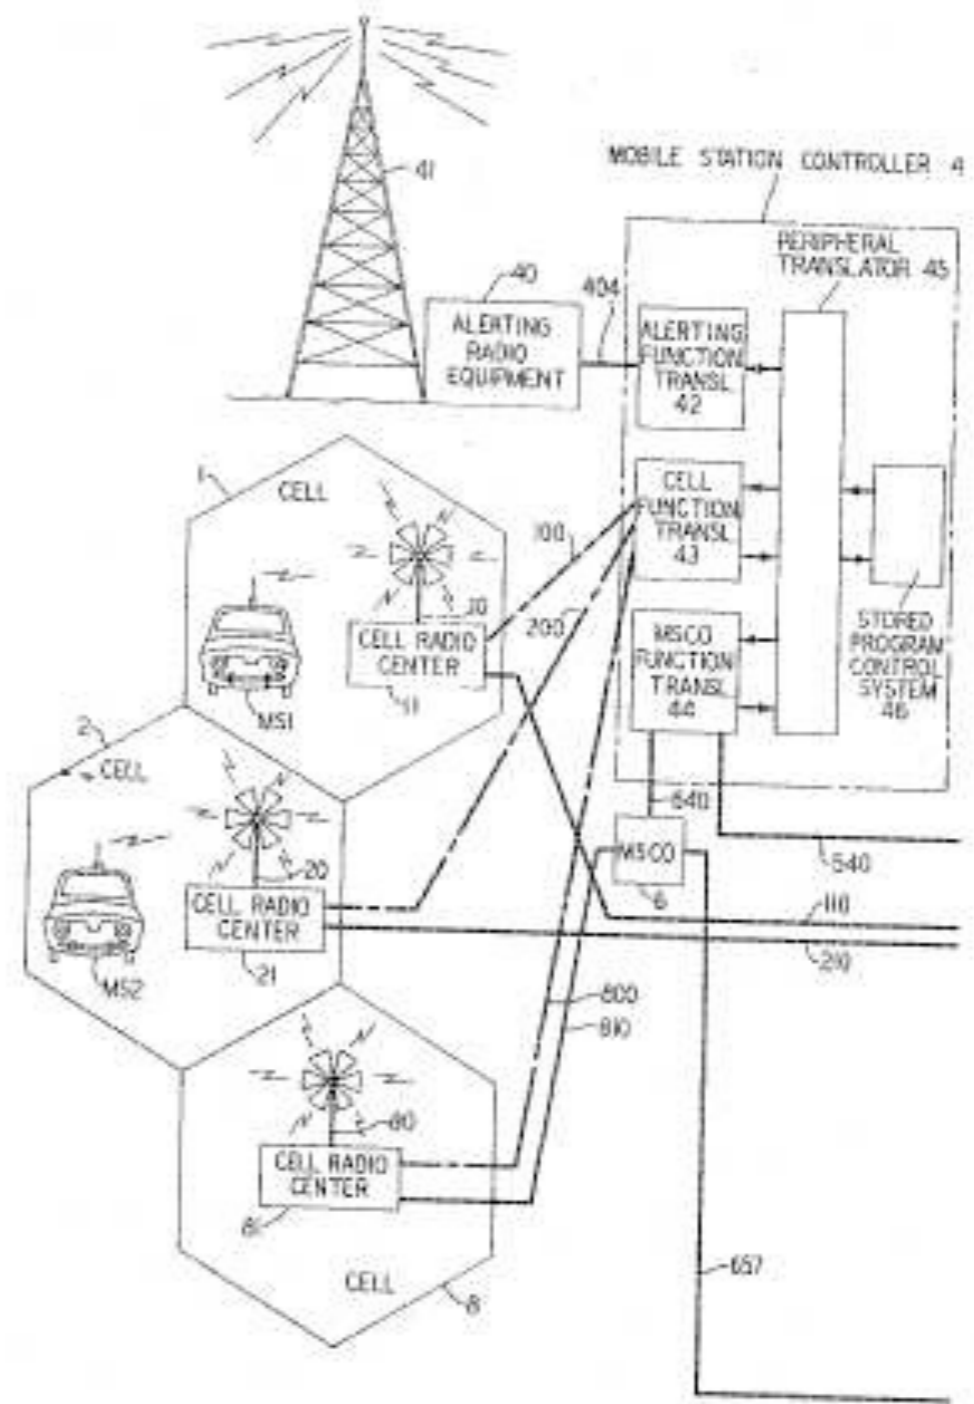 41
MOBILE STATION CONTROLLER 4
PERIPHERAL
TRANSLATOR 45
40
404
ALERTING
RADIO
EQUIPMENT
ALERTING
FUNCTION
TRANSL
42
1
CELL
CELL
FUNCTION
TRANSL
43
100
10
200
CELL RADIO
CENTER
11
MS1
MSCO
FUNCTION
TRANSL
44
STORED
PROGRAM
CONTROL
SYSTEM
46
2
CELL
640
540
MSCO
6
20
CELL RADIO
CENTER
21
MS2
110
210
800
810
80
CELL RADIO
CENTER
81
CELL
8
657